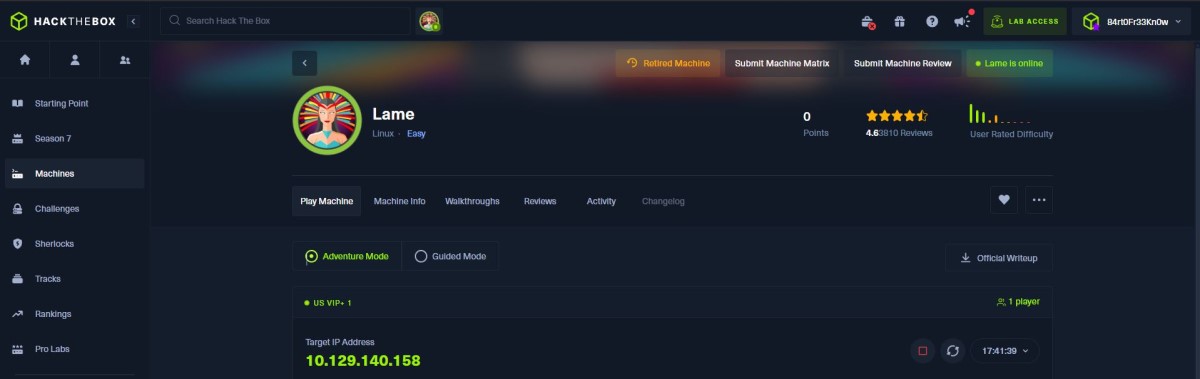 HACKTHEBOX
Search Hack The Box
LAB ACCESS
84rt0Fr33Kn0w
Starting Point
Season 7
Machines
Challenges
Sherlocks
Tracks
Rankings
Pro Labs
Retired Machine
Submit Machine Matrix
Submit Machine Review
Lame is online
Lame
Linux · Easy
0
Points
4.6 3810 Reviews
User Rated Difficulty
Play Machine
Machine Info
Walkthroughs
Reviews
Activity
Changelog
Adventure Mode
Guided Mode
Official Writeup
US VIP+ 1
1 player
Target IP Address
10.129.140.158
17:41:39